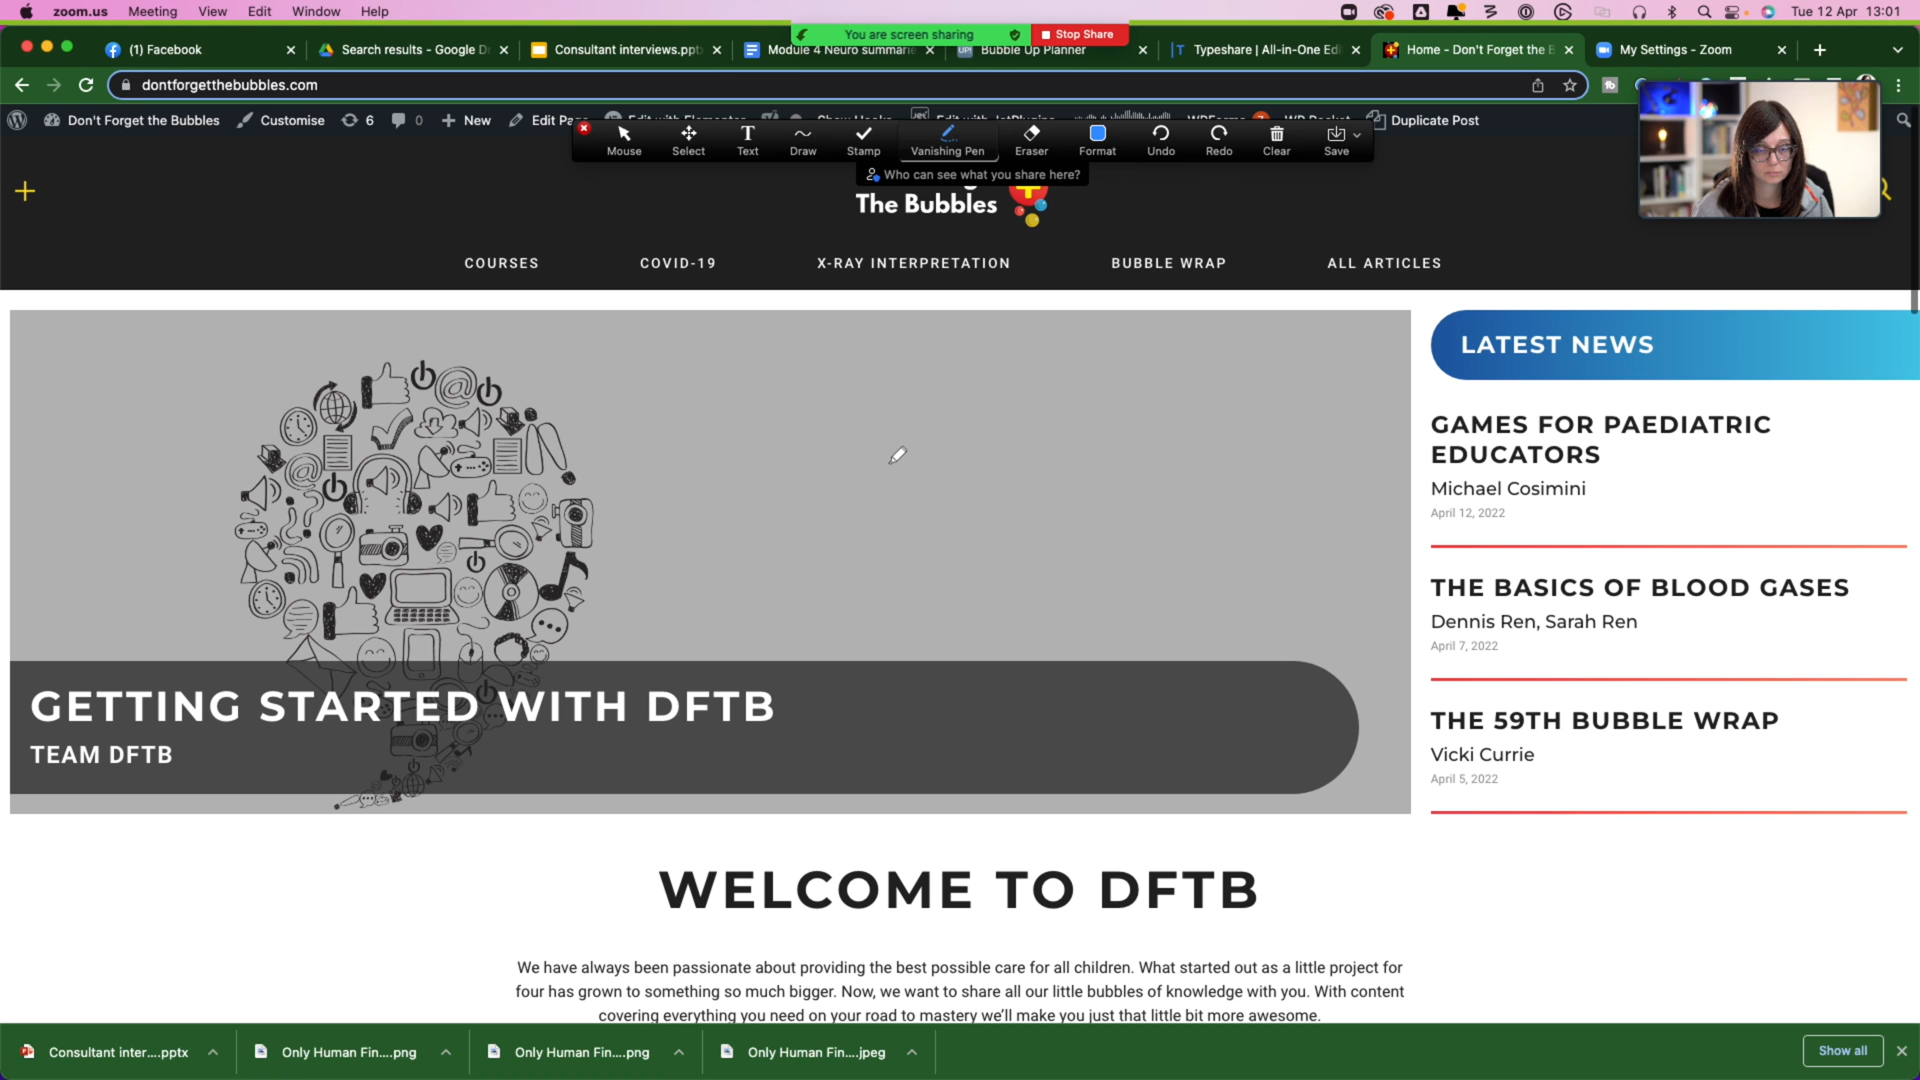 zoom.us Meeting View Edit Window Help
Tue 12 Apr 13:01
You are screen sharing
Stop Share
(1) Facebook
Search results - Google D
Consultant interviews.ppt
Module 4 Neuro summarie
Bubble Up Planner
Typeshare | All-in-One Edi
Home - Don't Forget the B
My Settings - Zoom
dontforgetthebubbles.com
Don't Forget the Bubbles
Customise
6
0
New
Edit Pa
Duplicate Post
Mouse
Select
Text
Draw
Stamp
Vanishing Pen
Eraser
Format
Undo
Redo
Clear
Save
Who can see what you share here?
The Bubbles
COURSES
COVID-19
X-RAY INTERPRETATION
BUBBLE WRAP
ALL ARTICLES
GETTING STARTED WITH DFTB
TEAM DFTB
LATEST NEWS
GAMES FOR PAEDIATRIC
EDUCATORS
Michael Cosimini
April 12, 2022
THE BASICS OF BLOOD GASES
Dennis Ren, Sarah Ren
April 7, 2022
THE 59TH BUBBLE WRAP
Vicki Currie
April 5, 2022
WELCOME TO DFTB
We have always been passionate about providing the best possible care for all children. What started out as a little project for
four has grown to something so much bigger. Now, we want to share all our little bubbles of knowledge with you. With content
covering everything you need on your road to mastery we'll make you just that little bit more awesome.
Consultant inter....pptx
Only Human Fin....png
Only Human Fin....png
Only Human Fin....jpeg
Show all